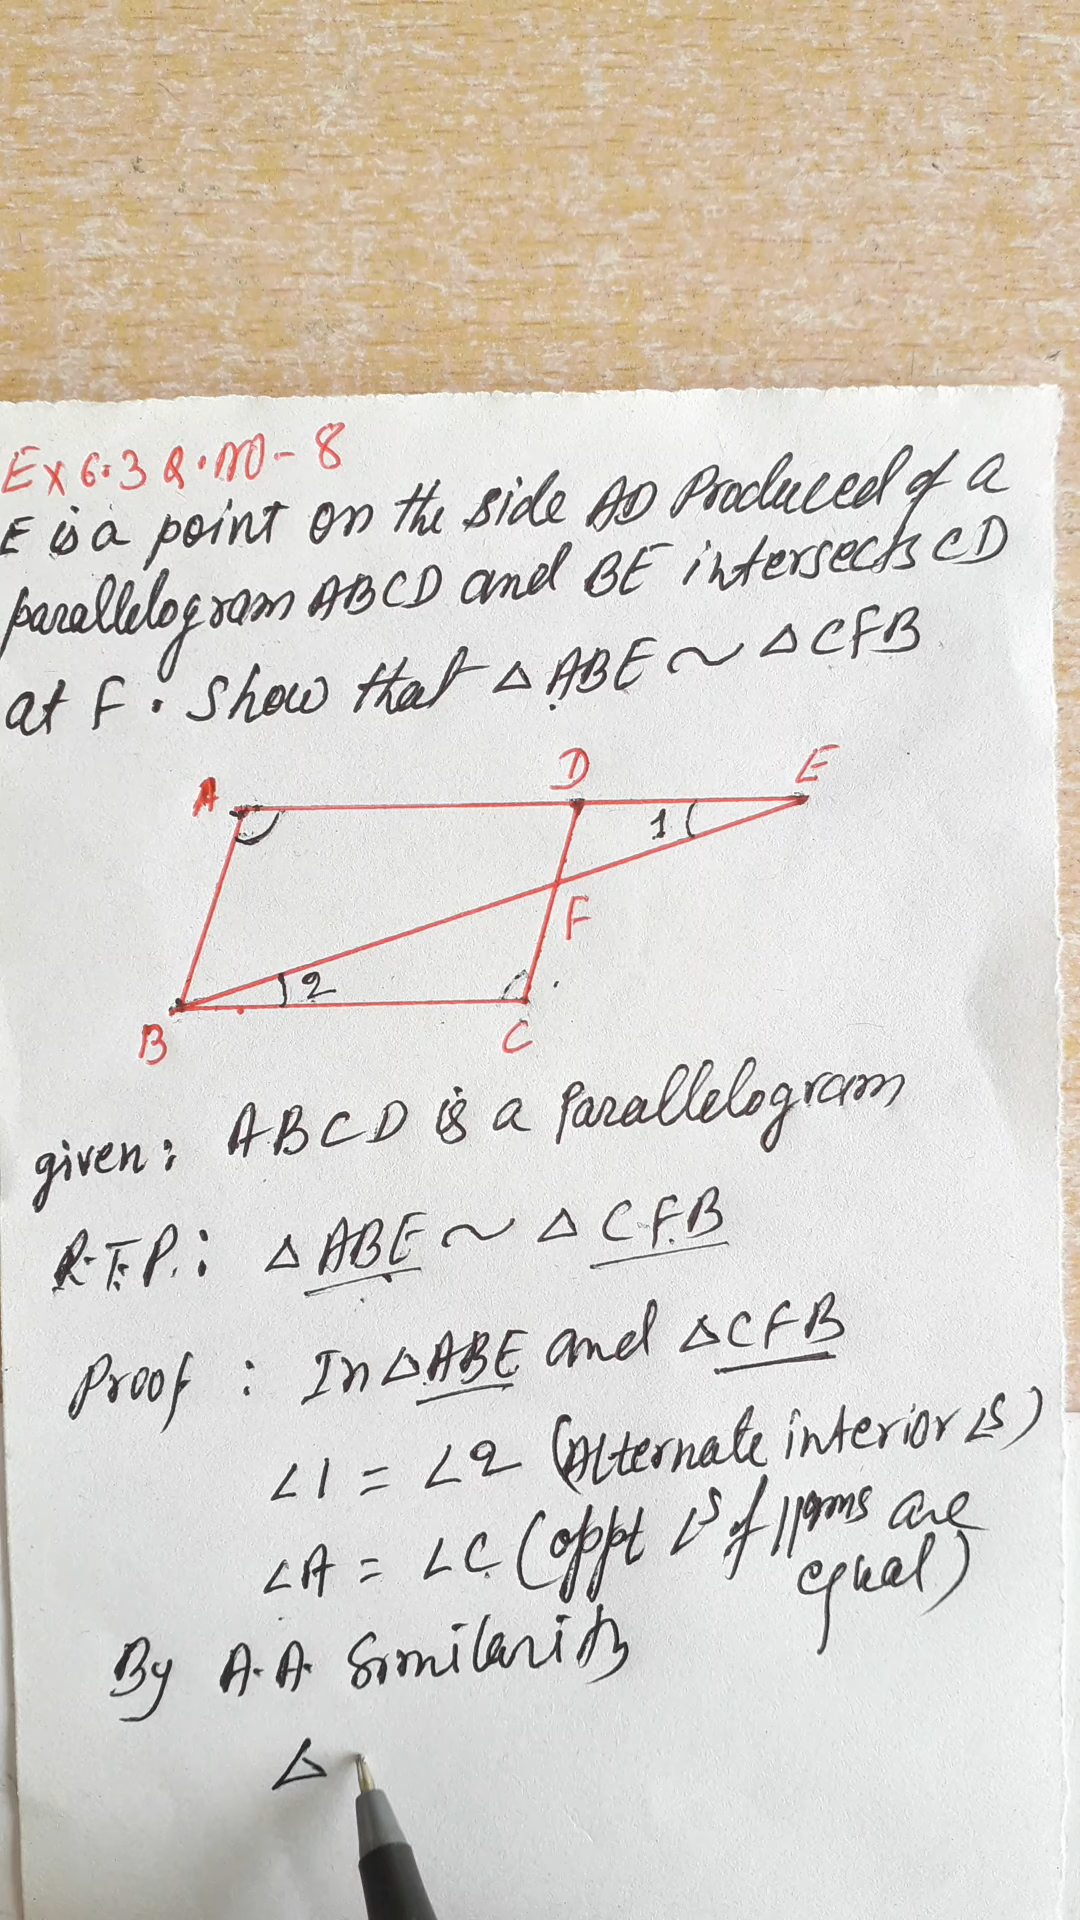 Ex 6.3 Q.NO-8
E is a point on the side AD Produced of a
parallelogram ABCD and BE intersects CD
at F. Show that △ABE ~ △CFB
A D E
1
F
2
B C
given: ABCD is a Parallelogram
R.T.P.: △ABE ~ △CFB
Proof : In △ABE and △CFB
∠1 = ∠2 (Alternate interior ∠s)
∠A = ∠C (oppt ∠s of ||gms are
equal)
By A.A. Similarity
△